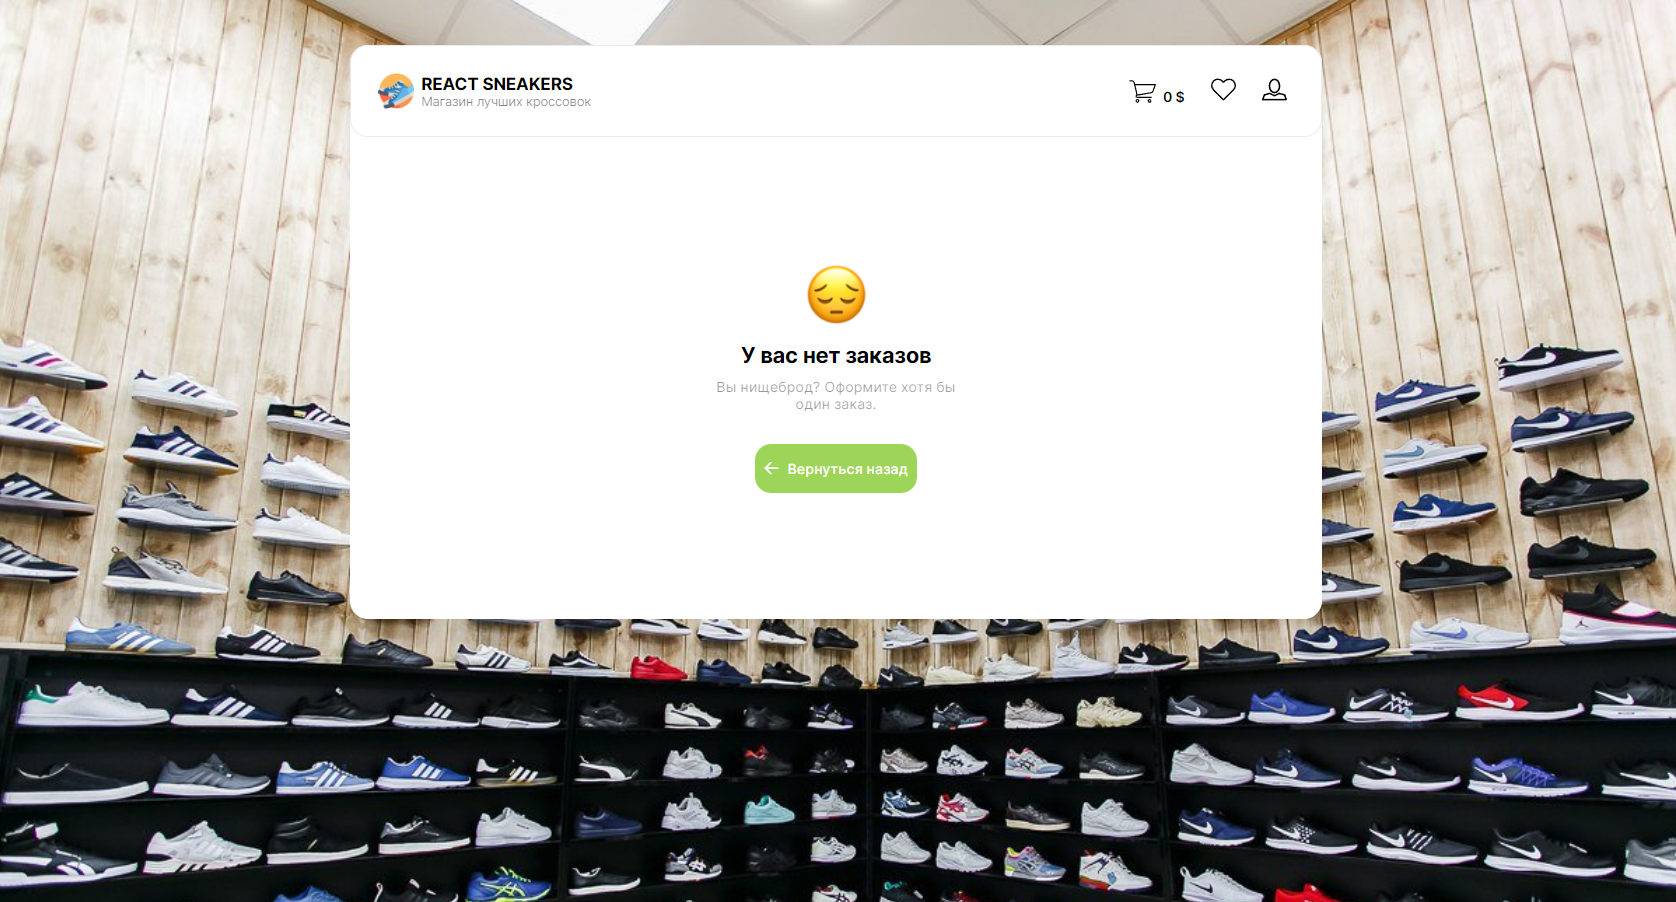 REACT SNEAKERS
Магазин лучших кроссовок
0 $
У вас нет заказов
Вы нищеброд? Оформите хотя бы
один заказ.
Вернуться назад